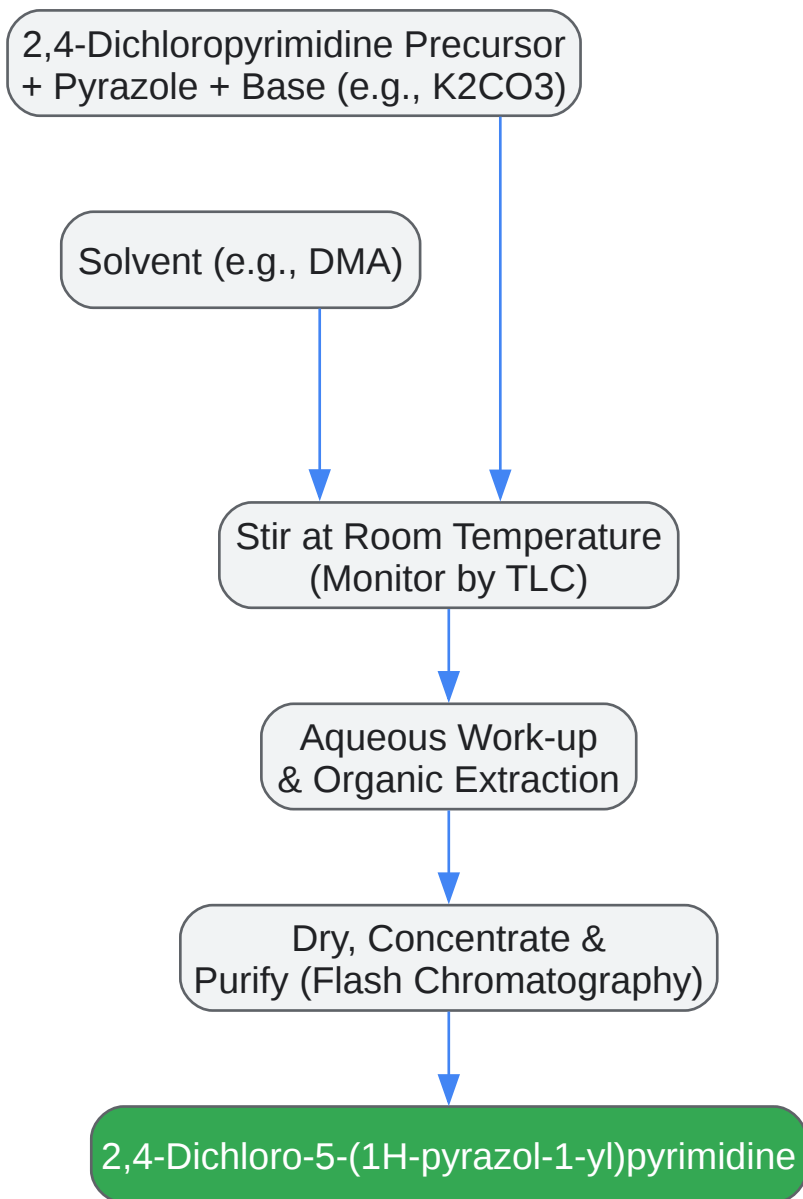 2,4-Dichloropyrimidine Precursor
+ Pyrazole + Base (e.g., K2CO3)
Solvent (e.g., DMA)
Stir at Room Temperature
(Monitor by TLC)
Aqueous Work-up
& Organic Extraction
Dry, Concentrate &
Purify (Flash Chromatography)
2,4-Dichloro-5-(1H-pyrazol-1-yl)pyrimidine